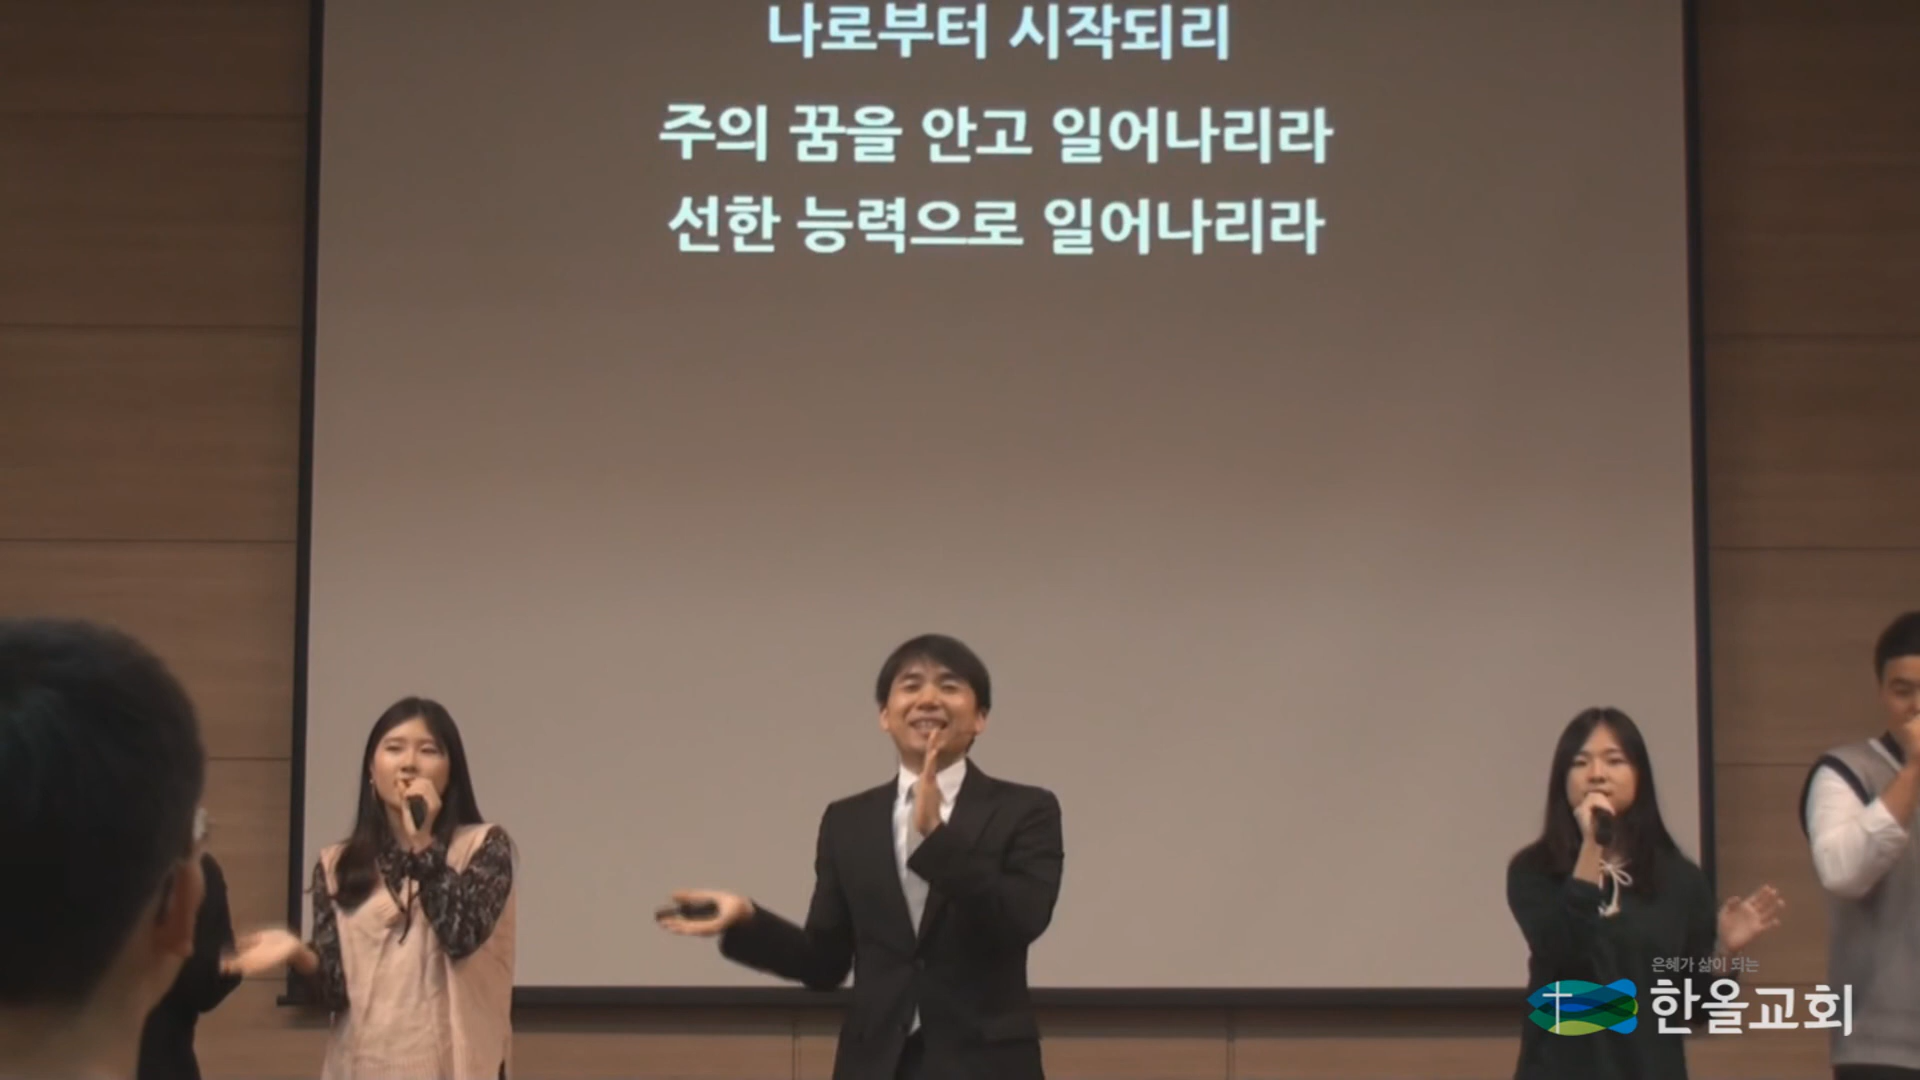 나로부터 시작되리
주의 꿈을 안고 일어나리라
선한 능력으로 일어나리라
은혜가 삶이 되는
한올교회